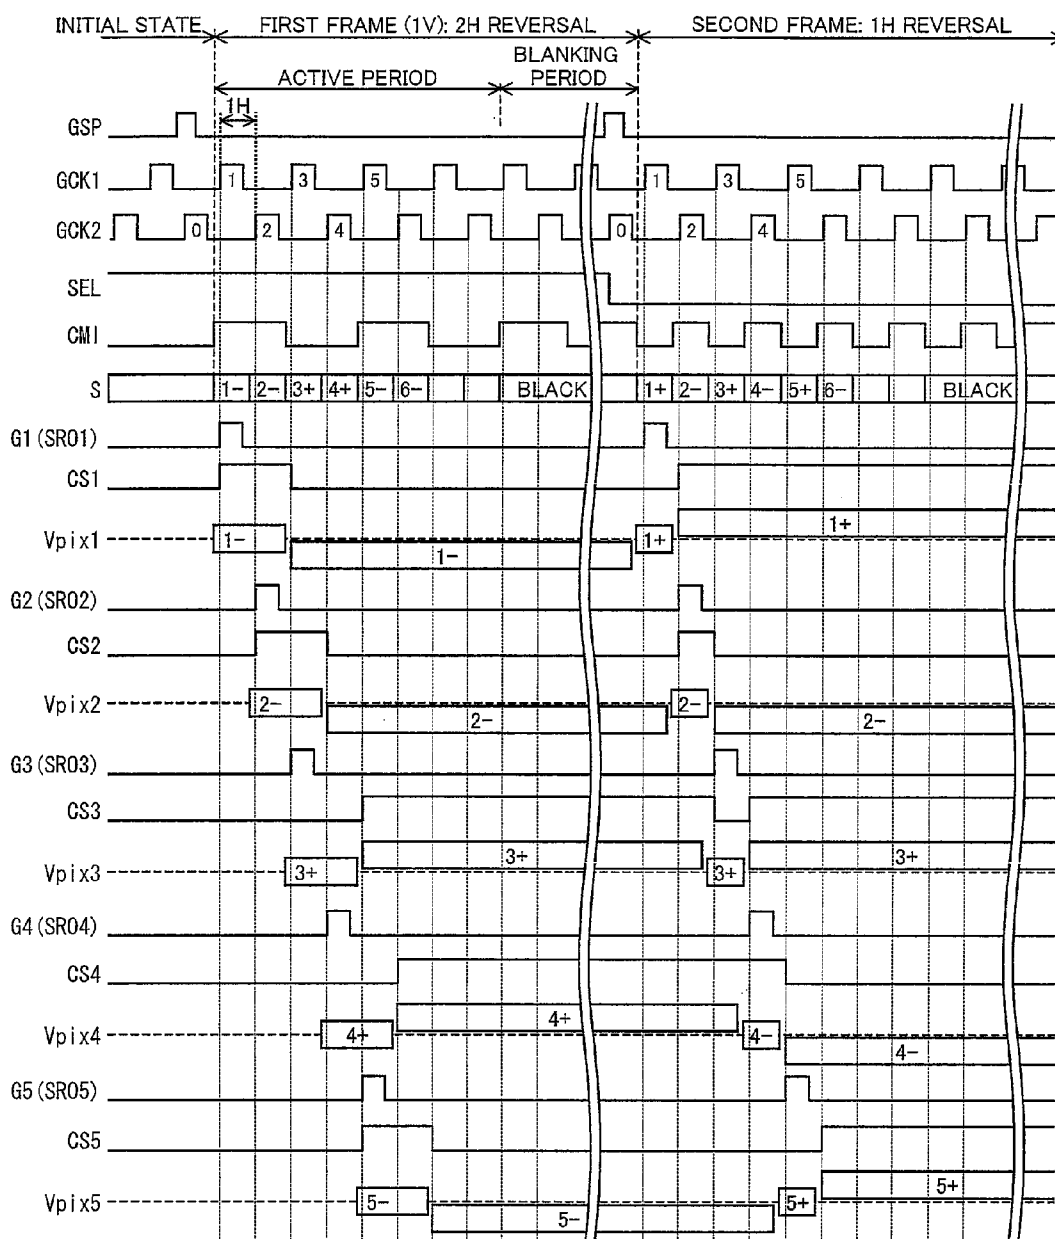 INITIAL STATE FIRST FRAME (1V): 2H REVERSAL SECOND FRAME: 1H REVERSAL
ACTIVE PERIOD BLANKING PERIOD
1H
GSP
GCK1 1 3 5 1 3 5
GCK2 0 2 4 0 2 4
SEL
CMI
S 1- 2- 3+ 4+ 5- 6- BLACK 1+ 2- 3+ 4- 5+ 6- BLACK
G1(SRO1)
CS1
Vpix1 1- 1- 1+ 1+
G2(SRO2)
CS2
Vpix2 2- 2- 2- 2-
G3(SRO3)
CS3
Vpix3 3+ 3+ 3+ 3+
G4(SRO4)
CS4
Vpix4 4+ 4+ 4- 4-
G5(SRO5)
CS5
Vpix5 5- 5- 5+ 5+